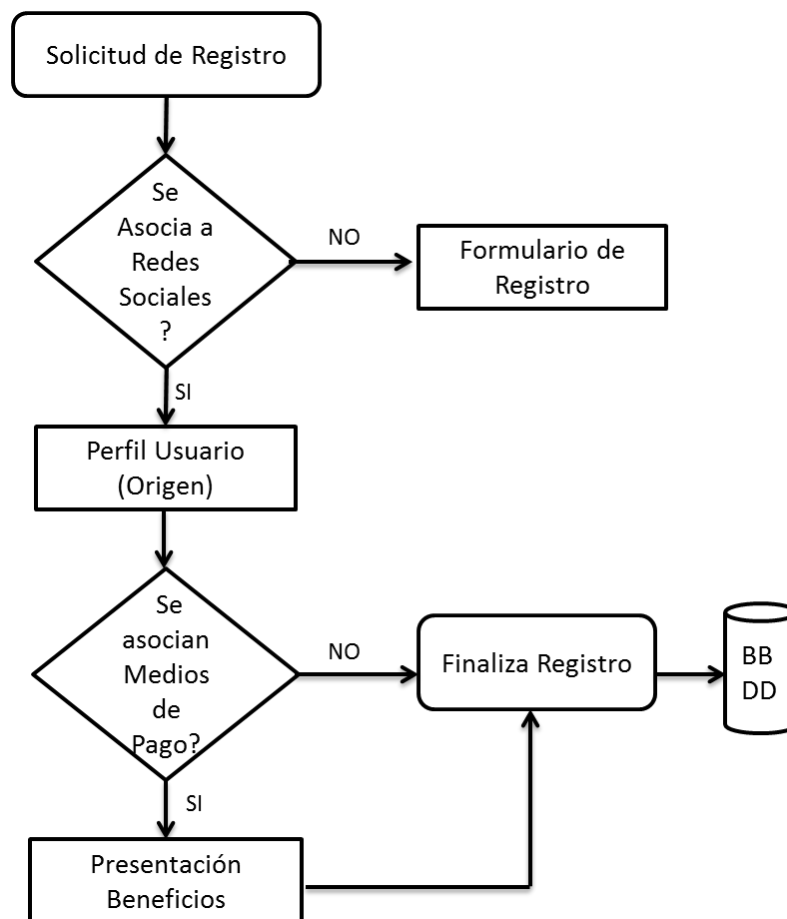 Solicitud de Registro
Se
Asocia a
Redes
Sociales
?
NO
Formulario de
Registro
SI
Perfil Usuario
(Origen)
Se
asocian
Medios
de
Pago?
NO
Finaliza Registro
BB
DD
SI
Presentación
Beneficios